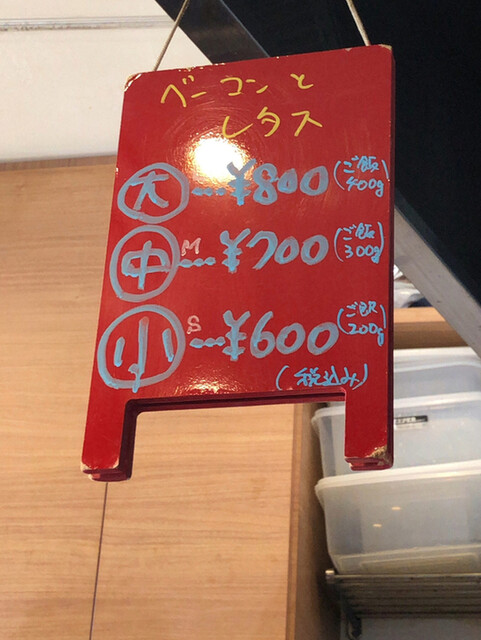 ベーコンと
レタス
大…¥800(ご飯400g)
中M…¥700(ご飯300g)
小S…¥600(ご飯200g)
(税込み)